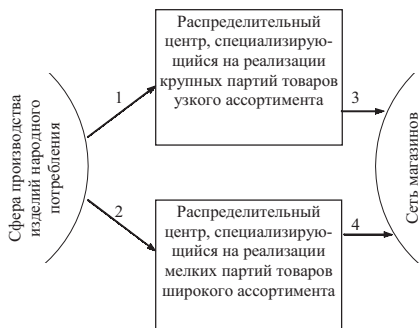 Сфера производства
изделий народного
потребления
1
2
Распределительный
центр, специализирую-
щийся на реализации
крупных партий товаров
узкого ассортимента
Распределительный
центр, специализирую-
щийся на реализации
мелких партий товаров
широкого ассортимента
3
4
Сеть магазинов